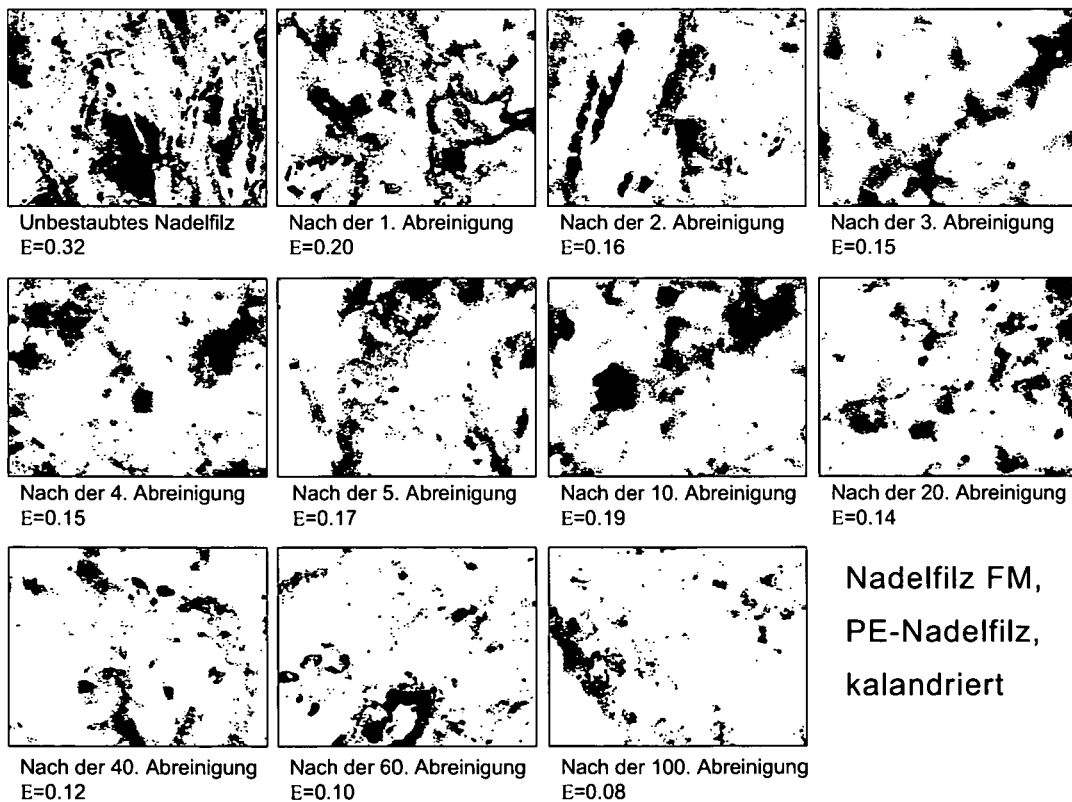 Unbestaubtes Nadelfilz
E=0.32
Nach der 1. Abreinigung
E=0.20
Nach der 2. Abreinigung
E=0.16
Nach der 3. Abreinigung
E=0.15
Nach der 4. Abreinigung
E=0.15
Nach der 5. Abreinigung
E=0.17
Nach der 10. Abreinigung
E=0.19
Nach der 20. Abreinigung
E=0.14
Nach der 40. Abreinigung
E=0.12
Nach der 60. Abreinigung
E=0.10
Nach der 100. Abreinigung
E=0.08
Nadelfilz FM,
PE-Nadelfilz,
kalandriert